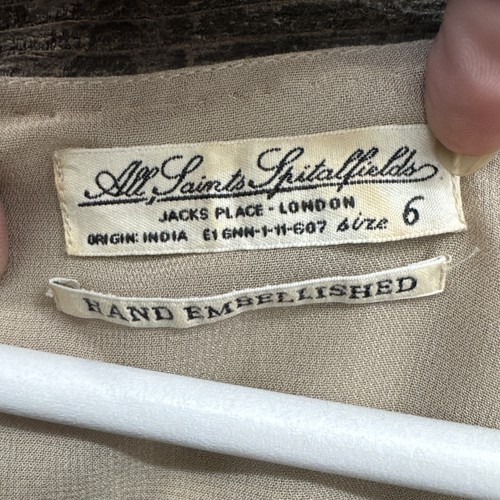 All Saints Spitalfields
JACKS PLACE - LONDON
ORIGIN: INDIA E1 6NN-1-11-607 size 6
HAND EMBELLISHED